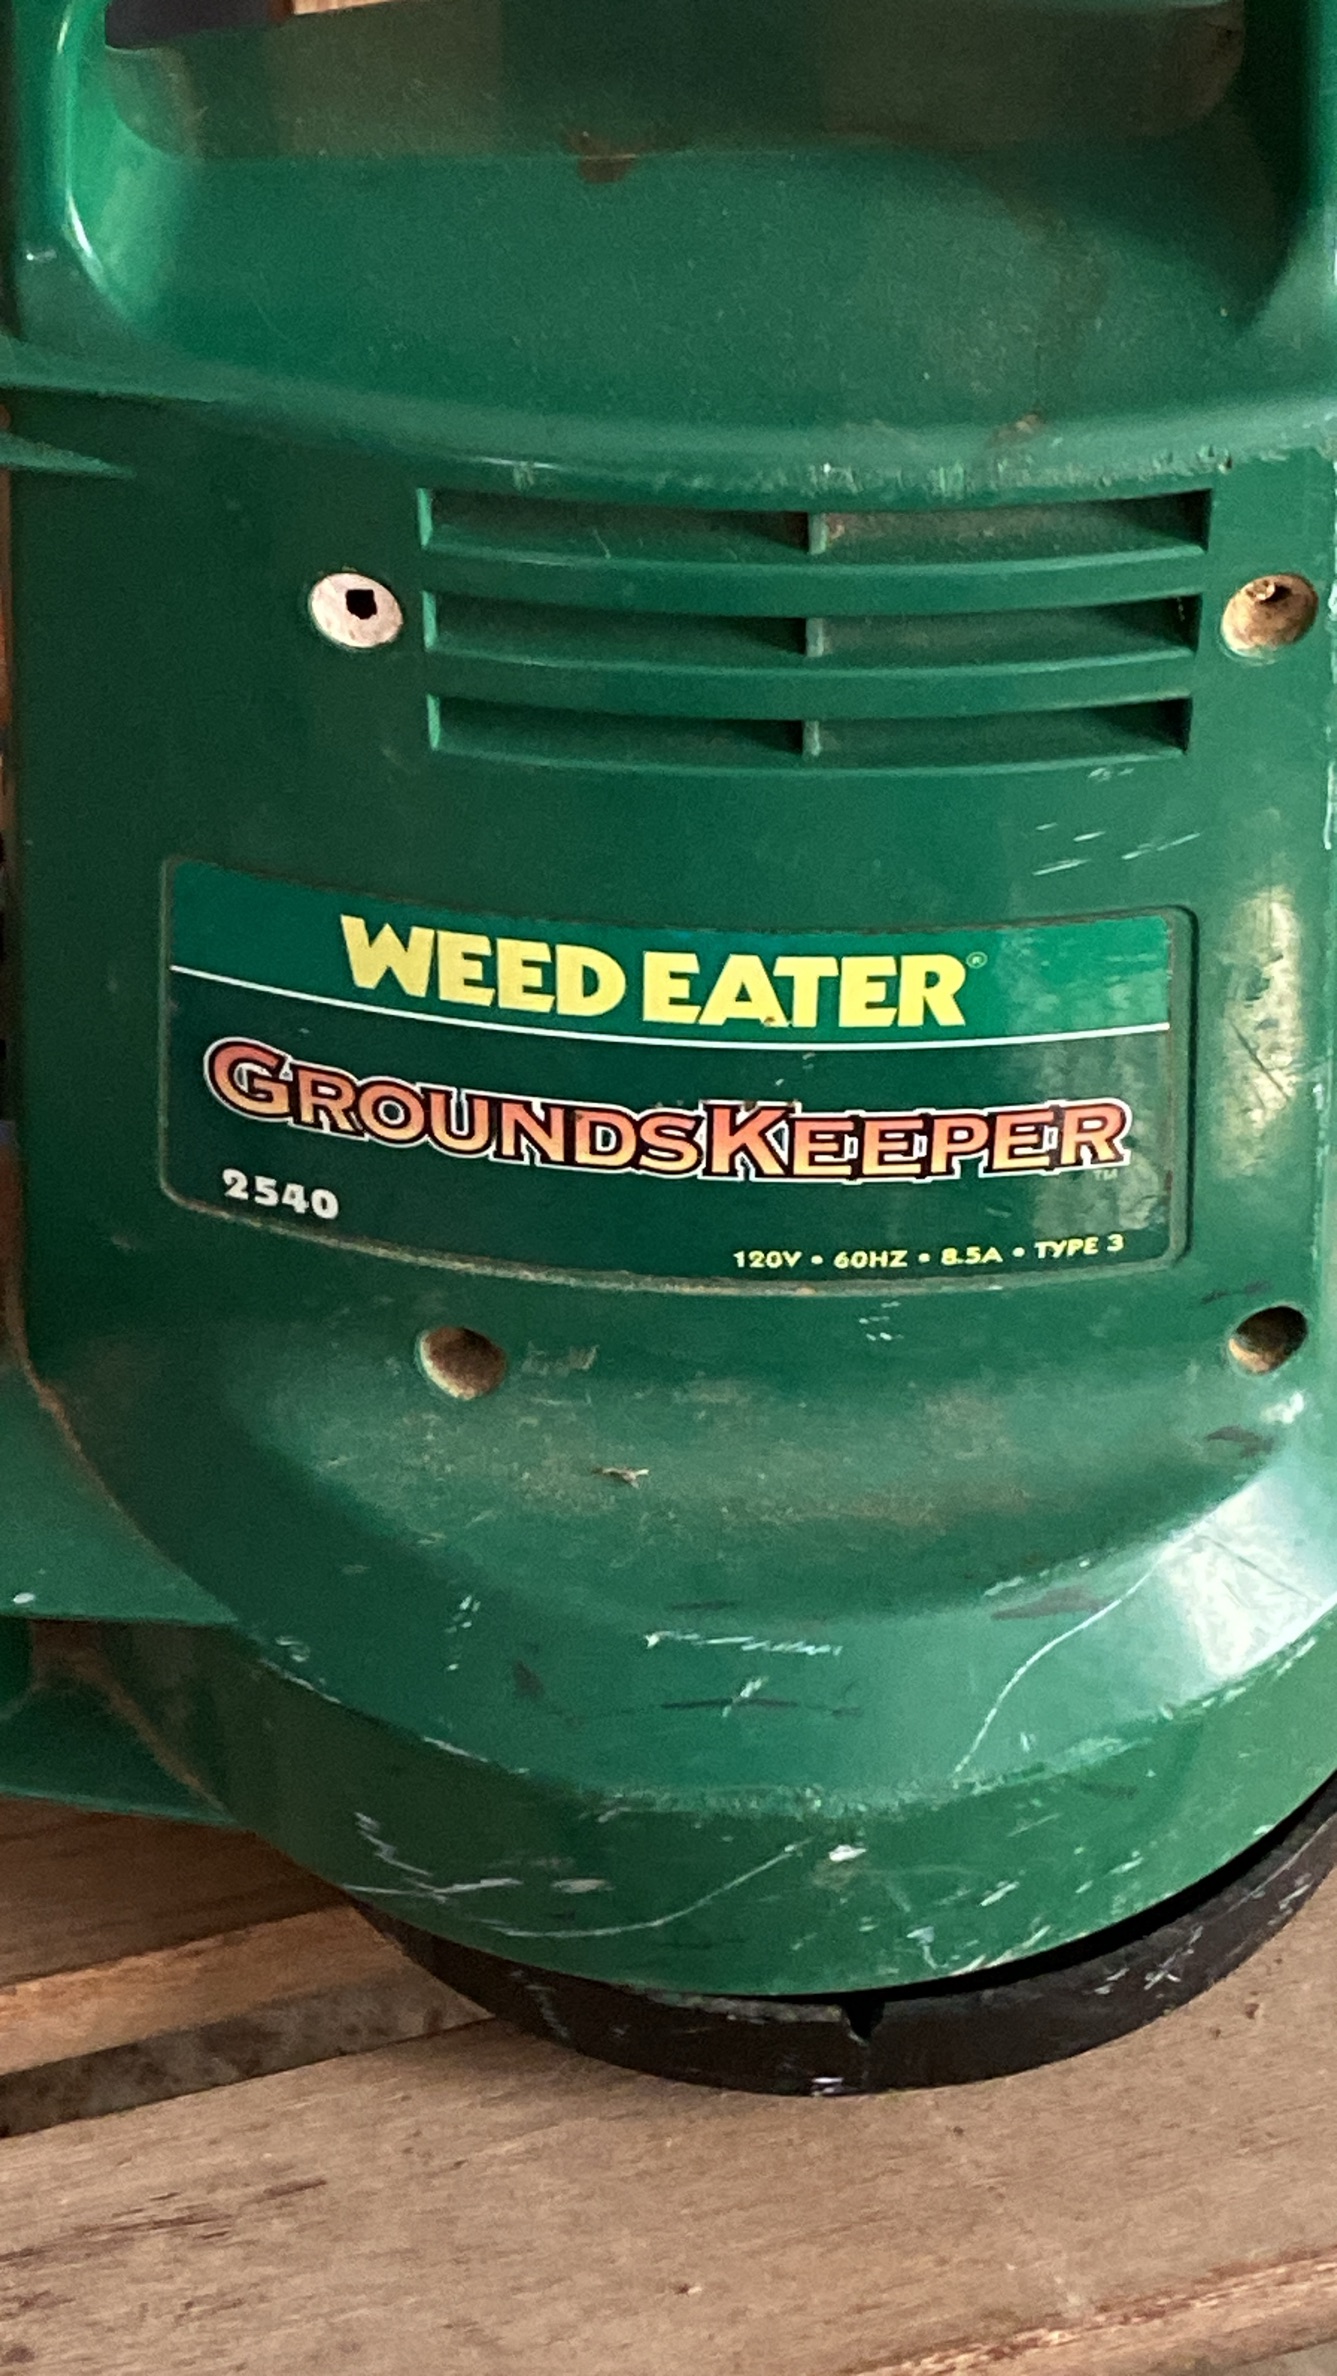 WEED EATER®
GROUNDSKEEPER™
2540
120V • 60HZ • 8.5A • TYPE 3